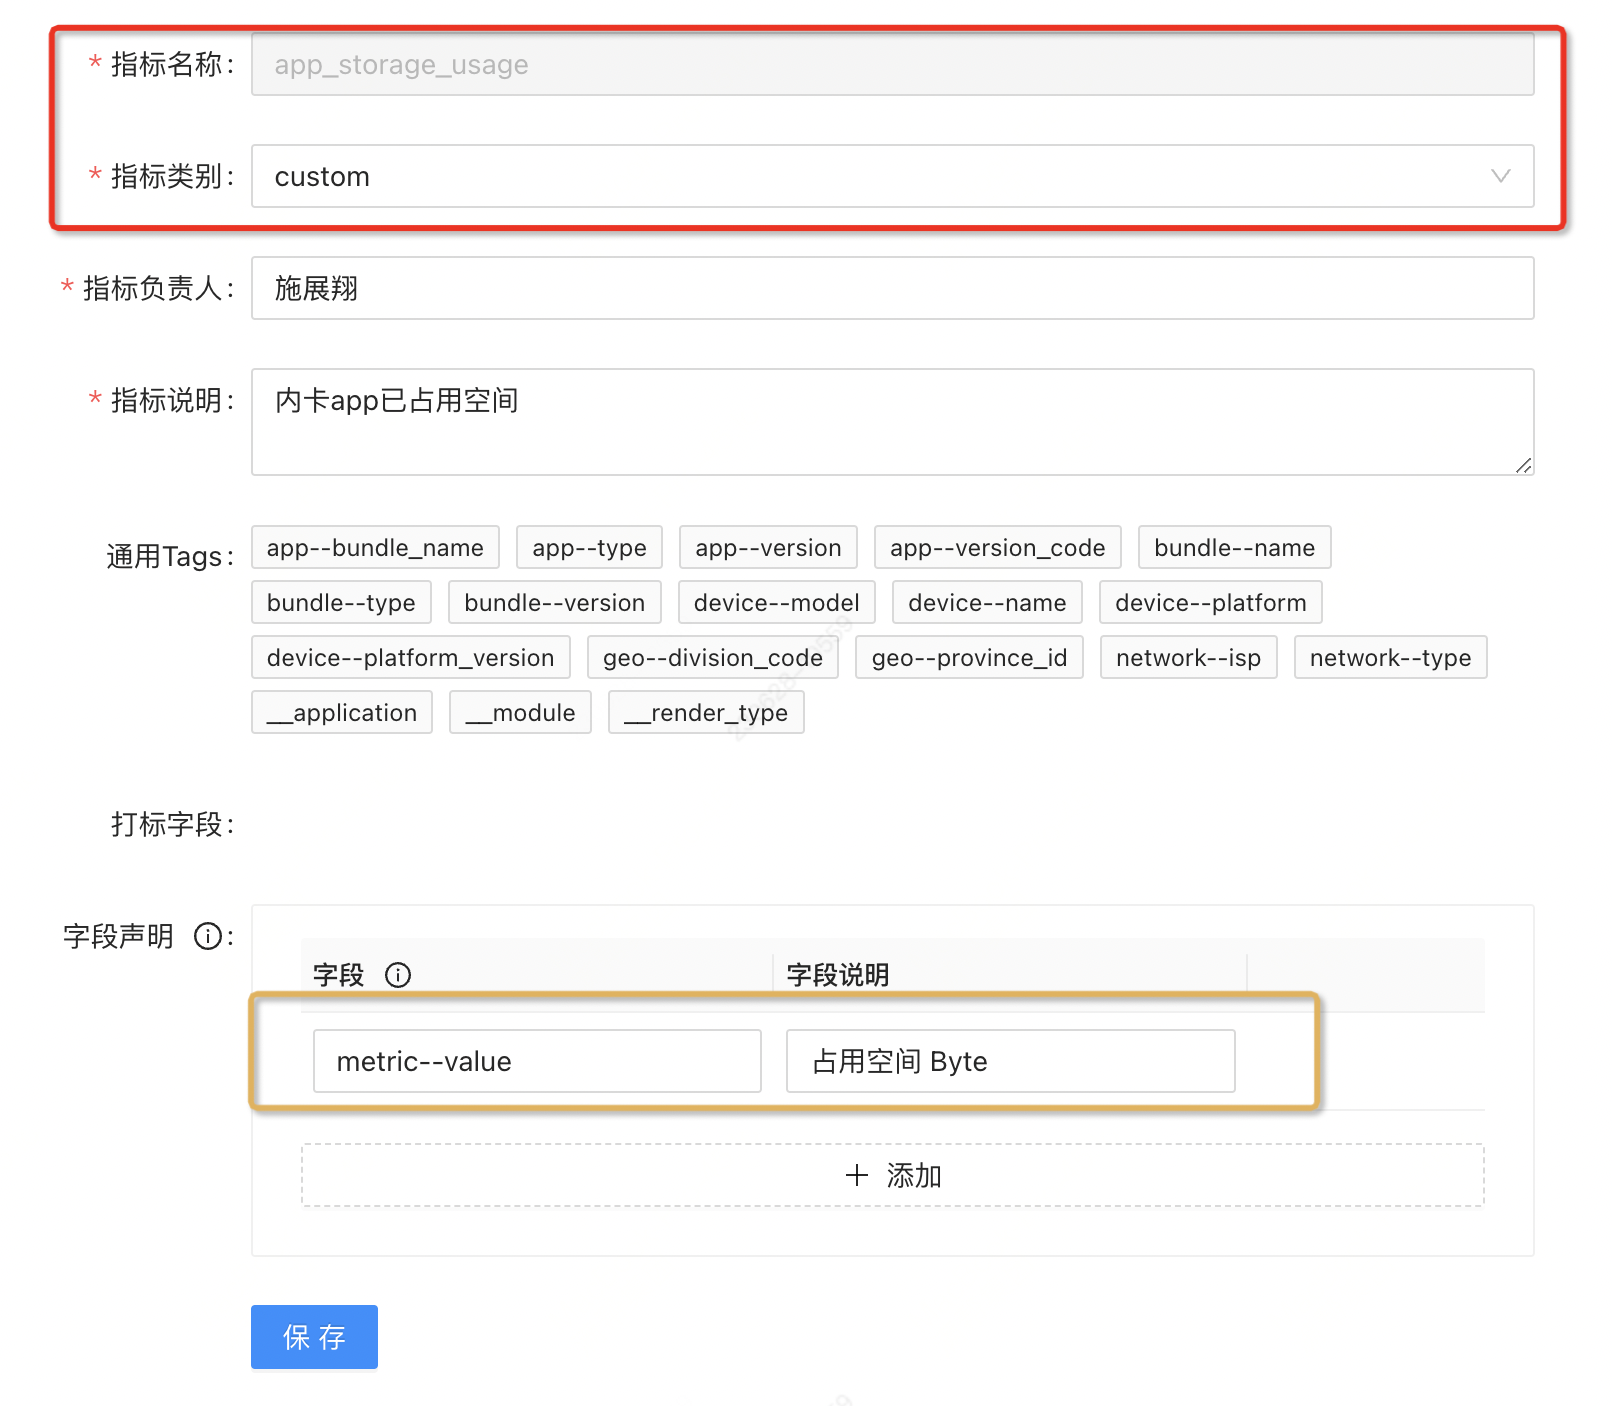 * 指标名称: app_storage_usage
* 指标类别: custom
* 指标负责人: 施展翔
* 指标说明: 内卡app已占用空间
通用Tags: app--bundle_name app--type app--version app--version_code bundle--name
bundle--type bundle--version device--model device--name device--platform
device--platform_version geo--division_code geo--province_id network--isp network--type
__application __module __render_type
打标字段:
字段声明 :
字段 字段说明
metric--value 占用空间 Byte
+ 添加
保 存